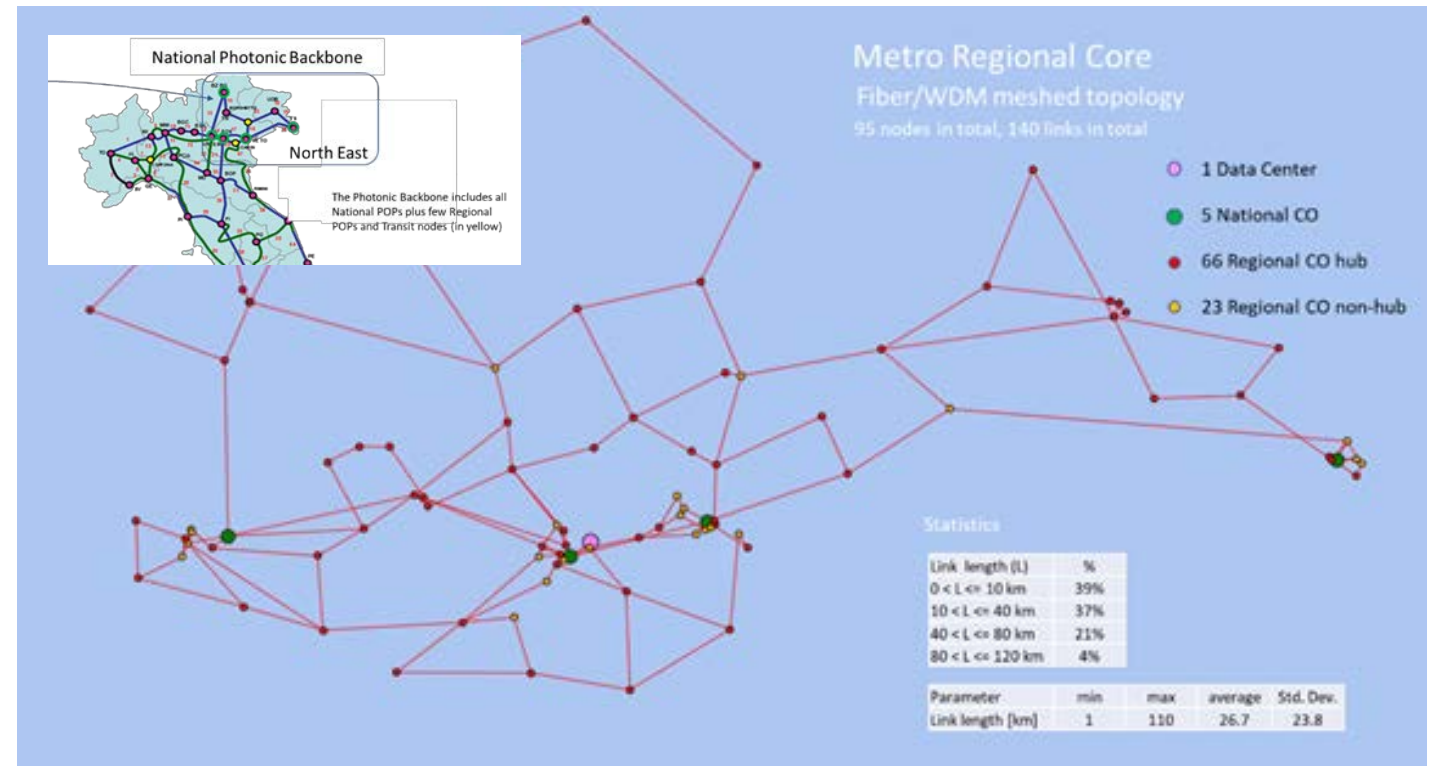 National Photonic Backbone
North East
The Photonic Backbone includes all
National POPs plus few Regional
POPs and Transit nodes (in yellow)
Metro Regional Core
Fiber/WDM meshed topology
95 nodes in total, 140 links in total
1 Data Center
5 National CO
66 Regional CO hub
23 Regional CO non-hub
Statistics
Link length (L) %
0 < L <= 10 km 39%
10 < L <= 40 km 37%
40 < L <= 80 km 21%
80 < L <= 120 km 4%
Parameter min max average Std. Dev.
Link length [km] 1 110 26.7 23.8